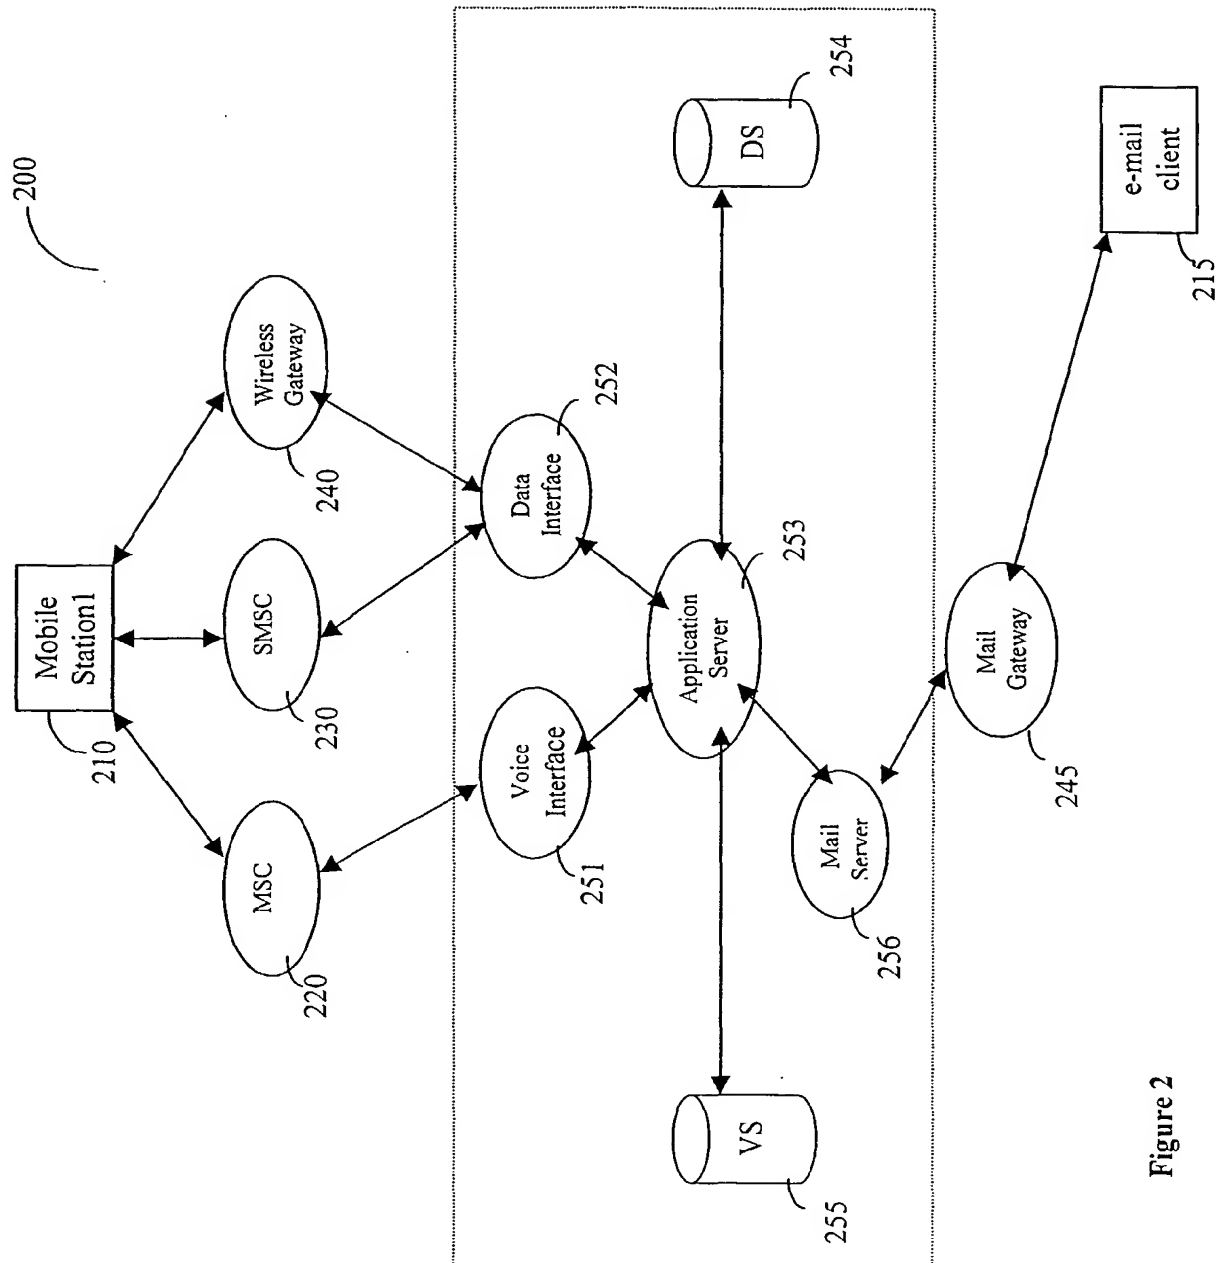 200
Mobile
Station1
210
MSC
220
SMSC
230
Wireless
Gateway
240
Voice
Interface
251
Data
Interface
252
Application
Server
253
VS
255
DS
254
Mail
Server
256
Mail
Gateway
245
e-mail
client
215
Figure 2